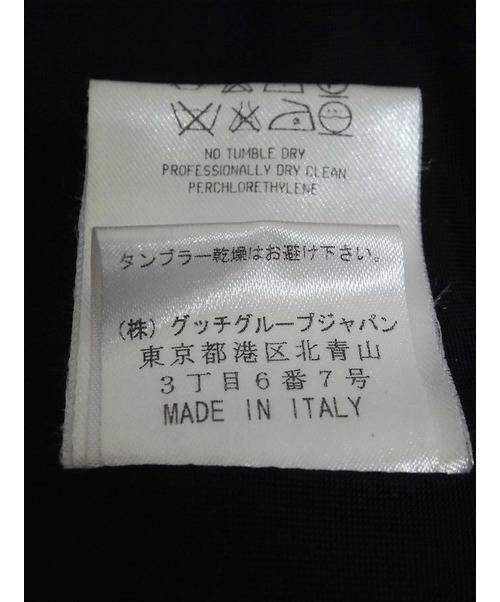 NO TUMBLE DRY
PROFESSIONALLY DRY CLEAN
PERCHLORETHYLENE
タンブラー乾燥はお避け下さい。
(株) グッチグループジャパン
東京都港区北青山
3丁目6番7号
MADE IN ITALY